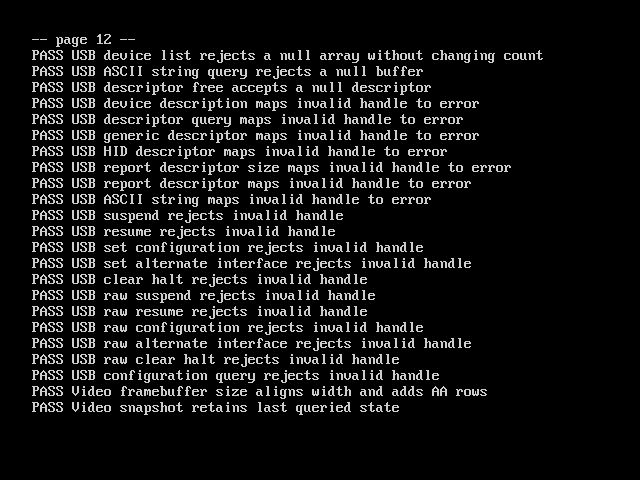 -- page 12 --
PASS USB device list rejects a null array without changing count
PASS USB ASCII string query rejects a null buffer
PASS USB descriptor free accepts a null descriptor
PASS USB device description maps invalid handle to error
PASS USB descriptor query maps invalid handle to error
PASS USB generic descriptor maps invalid handle to error
PASS USB HID descriptor maps invalid handle to error
PASS USB report descriptor size maps invalid handle to error
PASS USB report descriptor maps invalid handle to error
PASS USB ASCII string maps invalid handle to error
PASS USB suspend rejects invalid handle
PASS USB resume rejects invalid handle
PASS USB set configuration rejects invalid handle
PASS USB set alternate interface rejects invalid handle
PASS USB clear halt rejects invalid handle
PASS USB raw suspend rejects invalid handle
PASS USB raw resume rejects invalid handle
PASS USB raw configuration rejects invalid handle
PASS USB raw alternate interface rejects invalid handle
PASS USB raw clear halt rejects invalid handle
PASS USB configuration query rejects invalid handle
PASS Video framebuffer size aligns width and adds AA rows
PASS Video snapshot retains last queried state